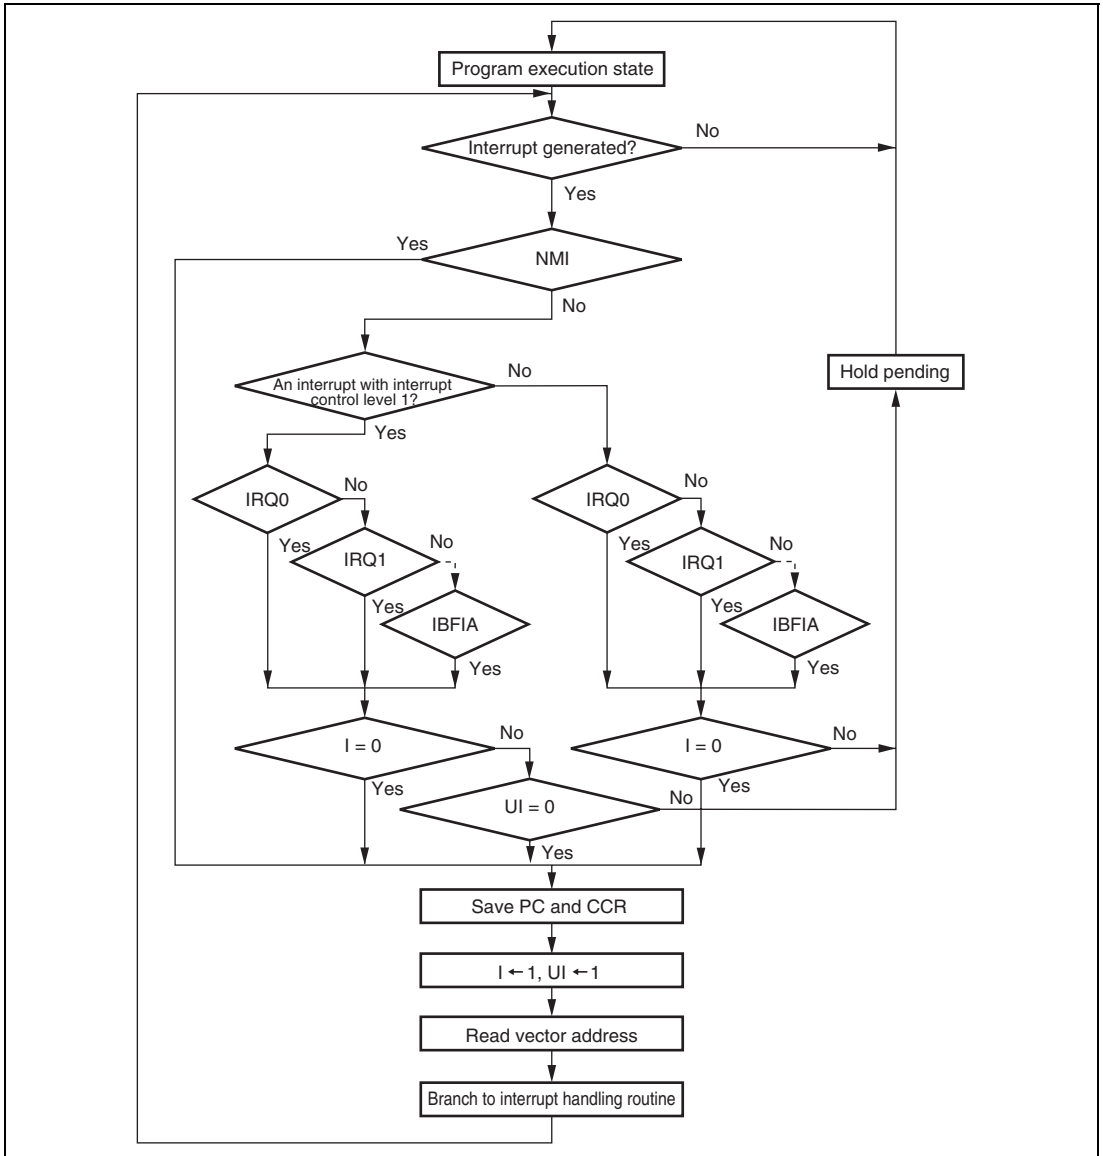 Program execution state
Interrupt generated?
No
Yes
NMI
Yes
No
An interrupt with interrupt
control level 1?
No
Yes
Hold pending
IRQ0
No
Yes
IRQ1
No
Yes
IBFIA
Yes
IRQ0
No
Yes
IRQ1
No
Yes
IBFIA
Yes
I = 0
No
Yes
UI = 0
No
Yes
I = 0
No
Yes
Save PC and CCR
I ← 1, UI ← 1
Read vector address
Branch to interrupt handling routine